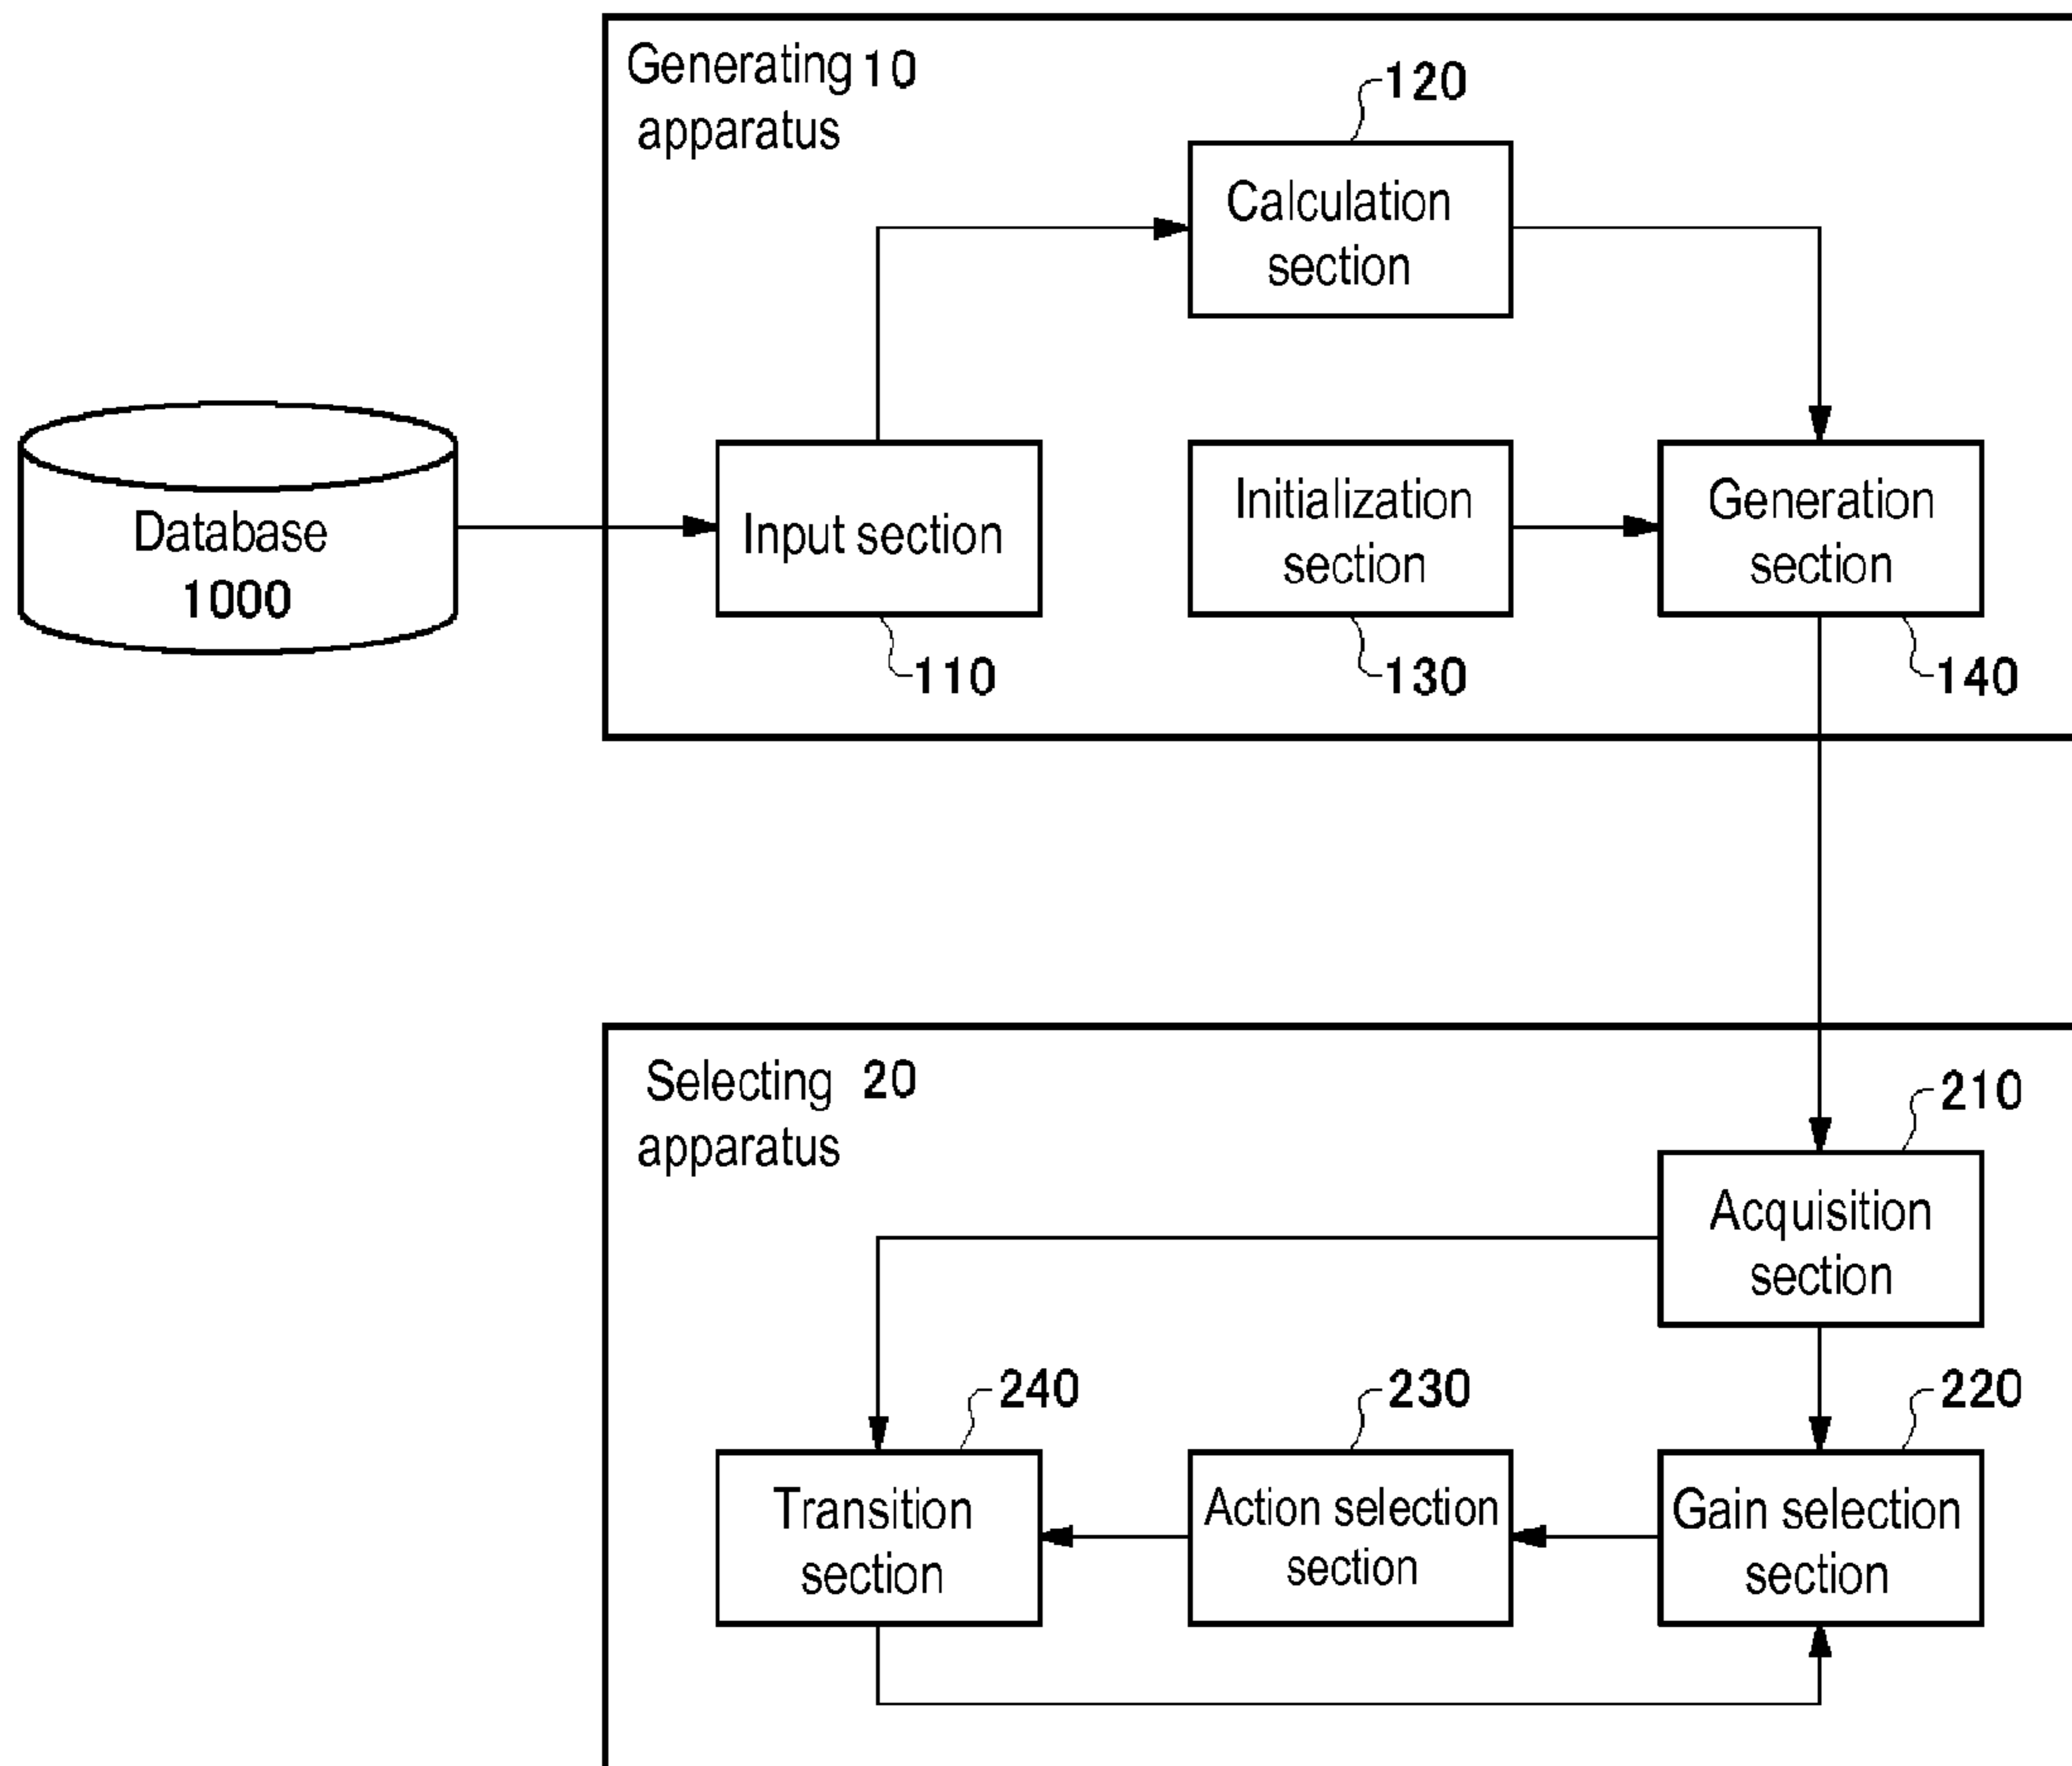 Generating 10
apparatus
120
Calculation
section
Database
1000
Input section
110
Initialization
section
130
Generation
section
140
Selecting 20
apparatus
210
Acquisition
section
240
Transition
section
230
Action selection
section
220
Gain selection
section